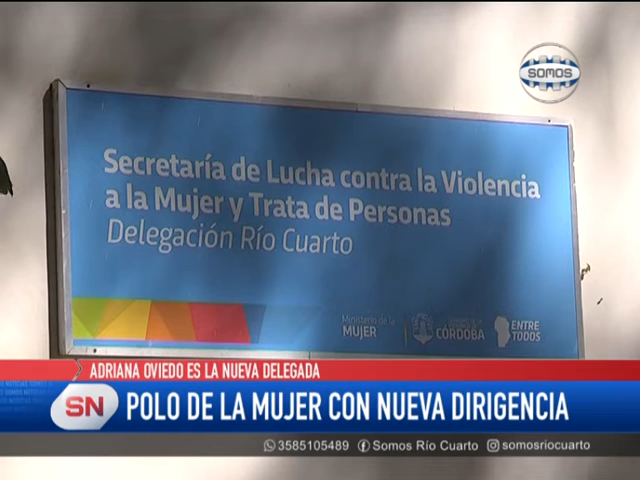 SOMOS
Secretaría de Lucha contra la Violencia
a la Mujer y Trata de Personas
Delegación Río Cuarto
Ministerio de la
MUJER
CÓRDOBA
ENTRE
TODOS
ADRIANA OVIEDO ES LA NUEVA DELEGADA
SN
POLO DE LA MUJER CON NUEVA DIRIGENCIA
3585105489 Somos Río Cuarto somosriocuarto